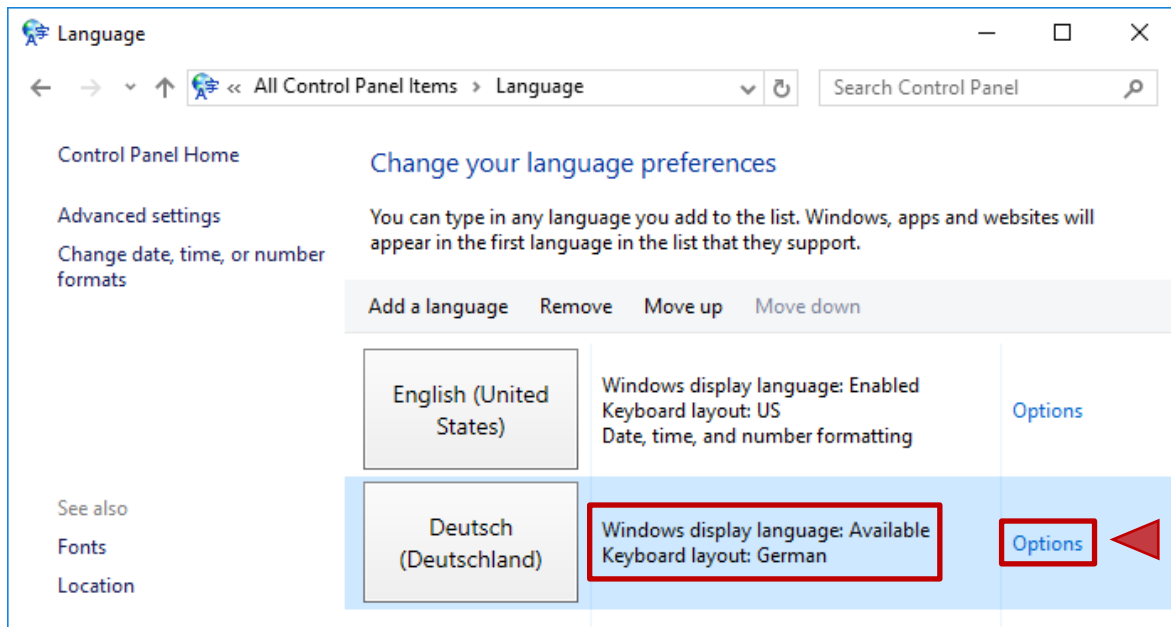 Language
« All Control Panel Items › Language
Search Control Panel
Control Panel Home
Advanced settings
Change date, time, or number
formats
See also
Fonts
Location
Change your language preferences
You can type in any language you add to the list. Windows, apps and websites will
appear in the first language in the list that they support.
Add a language Remove Move up Move down
English (United
States)
Windows display language: Enabled
Keyboard layout: US
Date, time, and number formatting
Options
Deutsch
(Deutschland)
Windows display language: Available
Keyboard layout: German
Options